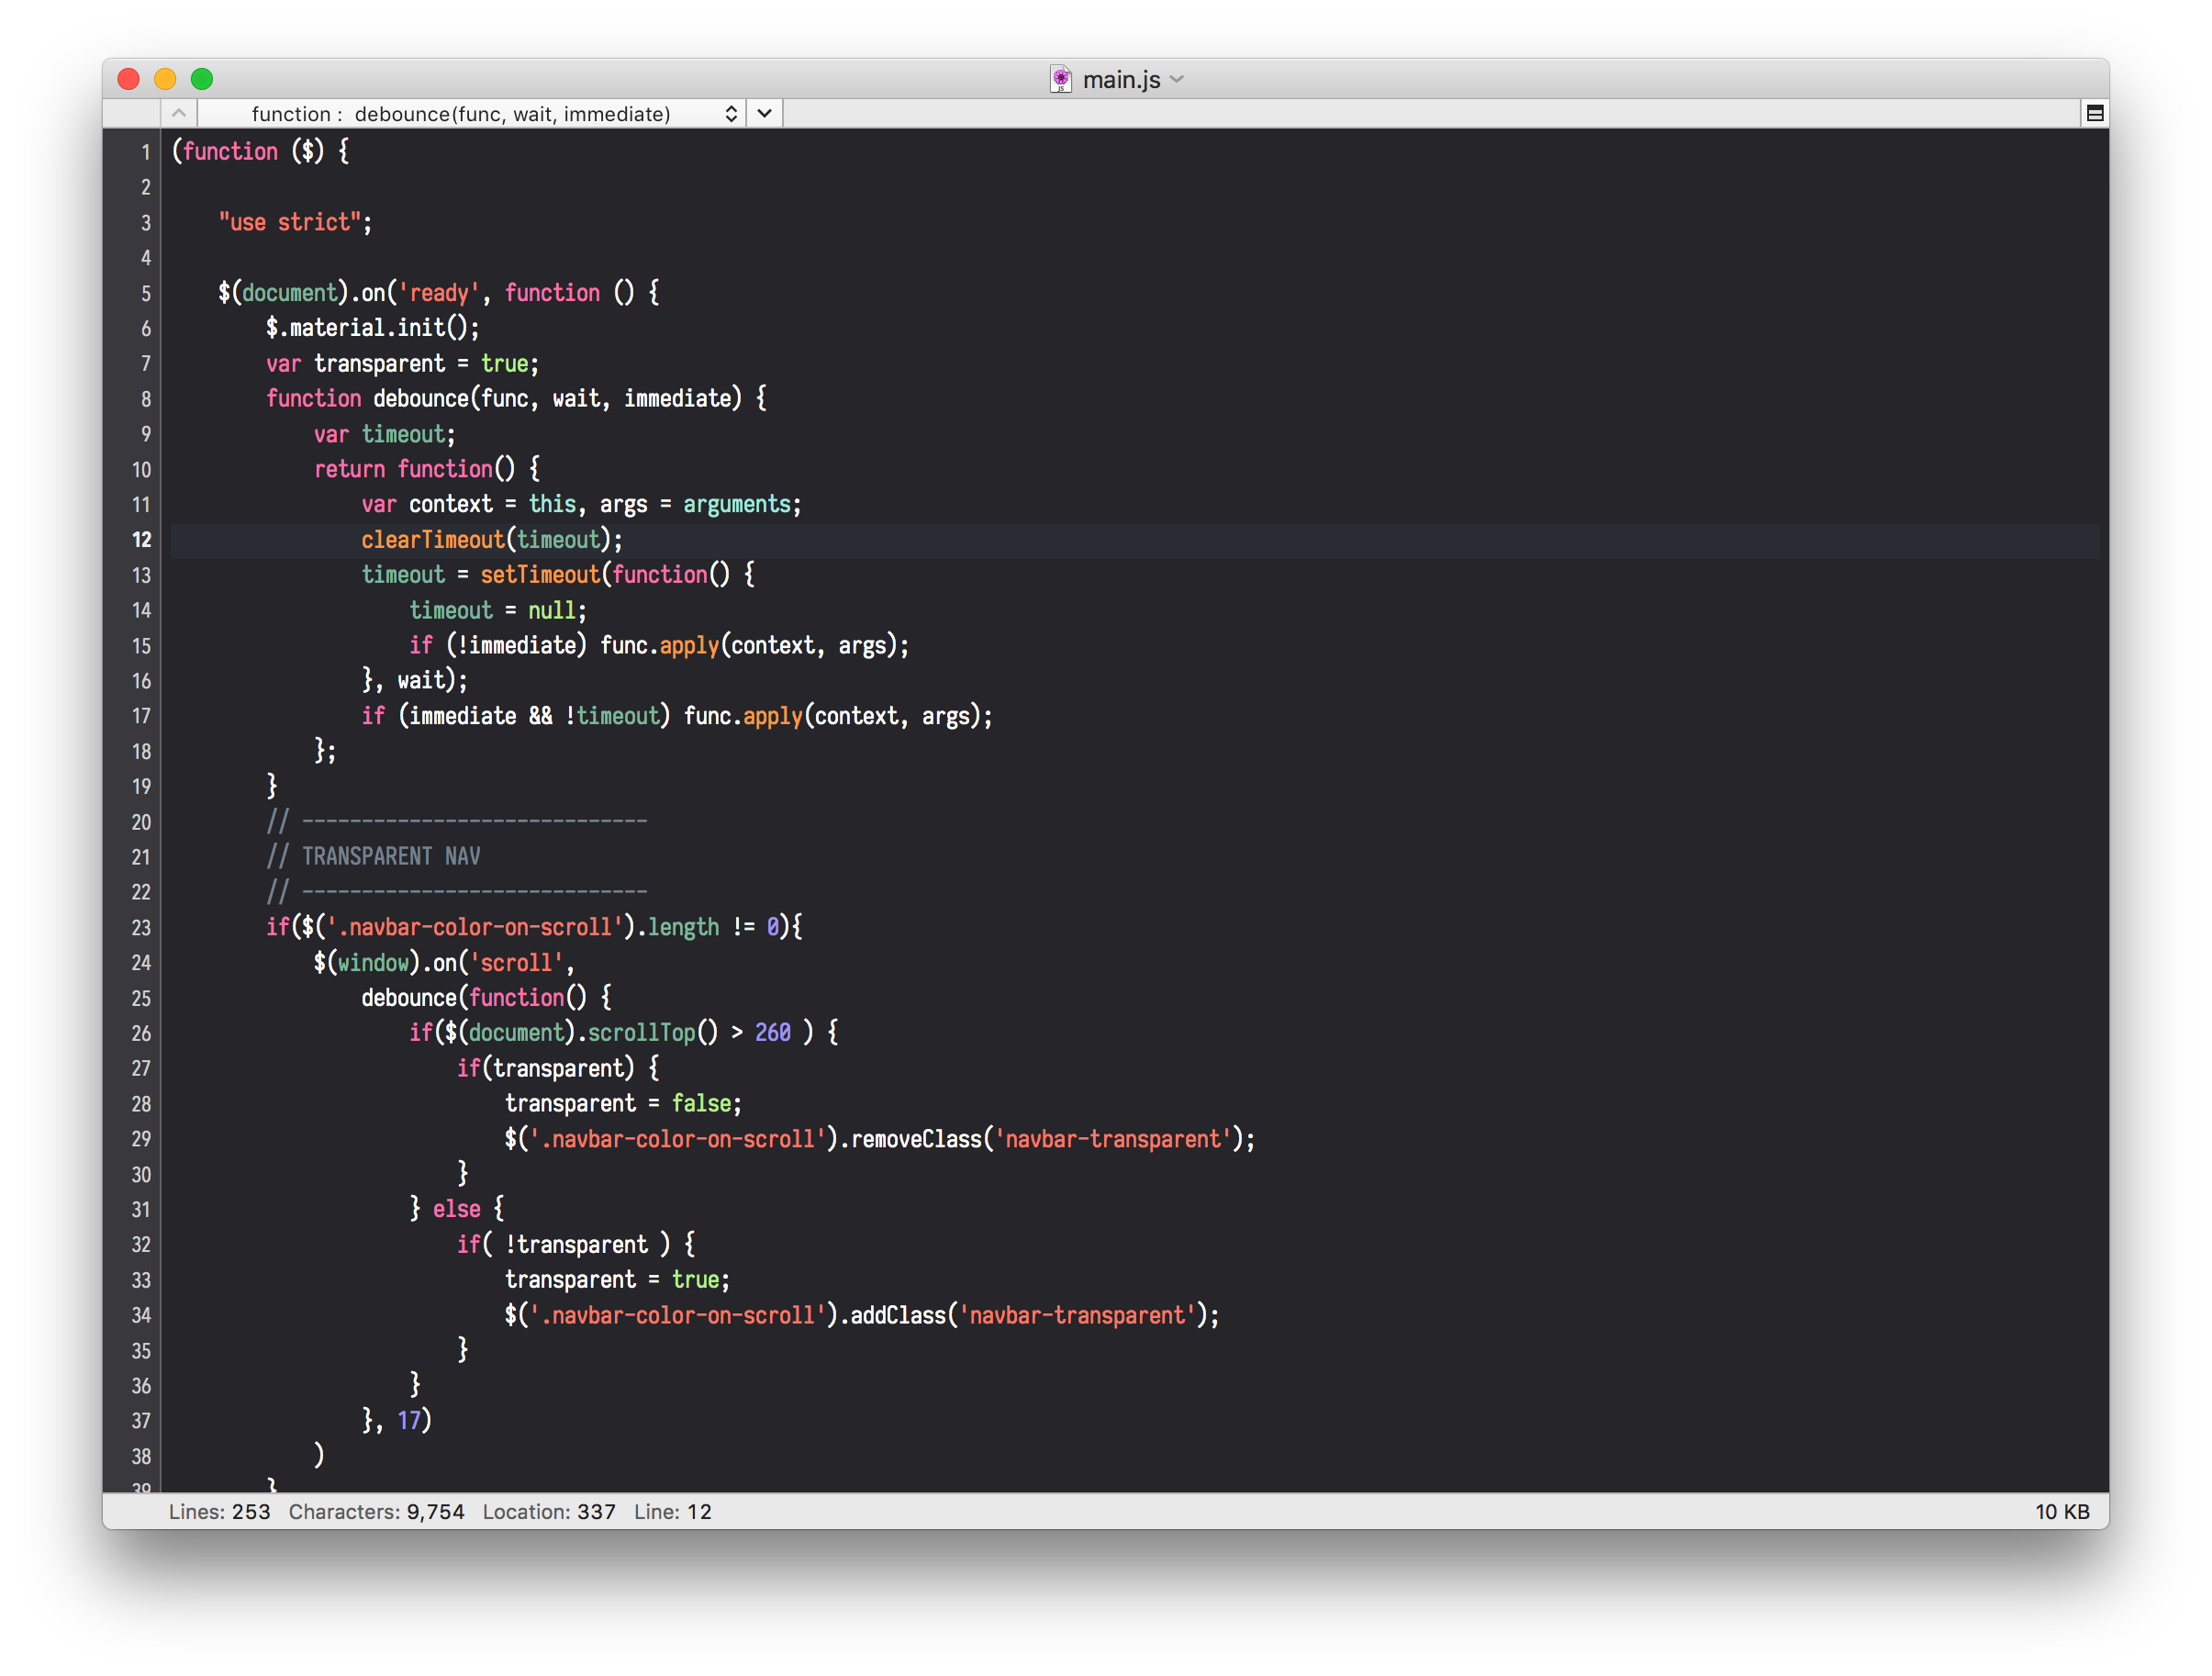 main.js
function : debounce(func, wait, immediate)
1 (function ($) {
2
3     "use strict";
4
5     $(document).on('ready', function () {
6         $.material.init();
7         var transparent = true;
8         function debounce(func, wait, immediate) {
9             var timeout;
10             return function() {
11                 var context = this, args = arguments;
12                 clearTimeout(timeout);
13                 timeout = setTimeout(function() {
14                     timeout = null;
15                     if (!immediate) func.apply(context, args);
16                 }, wait);
17                 if (immediate && !timeout) func.apply(context, args);
18             };
19         }
20         // -----------------------------
21         // TRANSPARENT NAV
22         // -----------------------------
23         if($('.navbar-color-on-scroll').length != 0){
24             $(window).on('scroll',
25                 debounce(function() {
26                     if($(document).scrollTop() > 260 ) {
27                         if(transparent) {
28                             transparent = false;
29                             $('.navbar-color-on-scroll').removeClass('navbar-transparent');
30                         }
31                     } else {
32                         if( !transparent ) {
33                             transparent = true;
34                             $('.navbar-color-on-scroll').addClass('navbar-transparent');
35                         }
36                     }
37                 }, 17)
38             )
39         }
Lines: 253 Characters: 9,754 Location: 337 Line: 12 10 KB